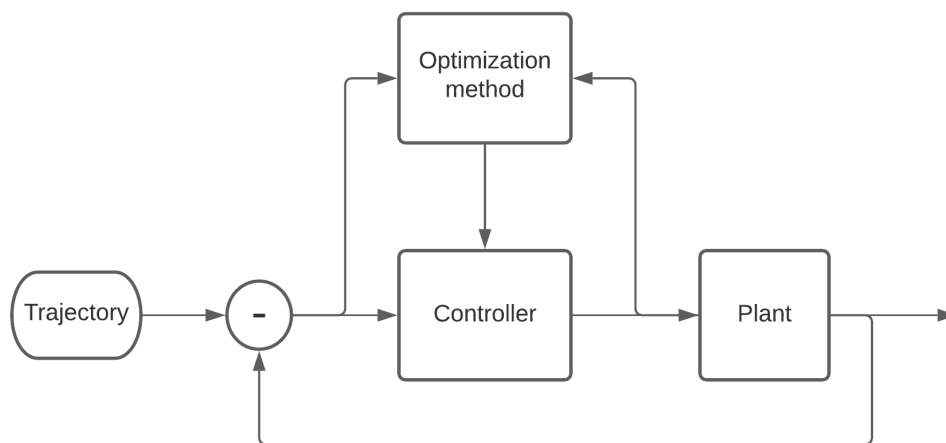 Optimization
method
Trajectory
-
Controller
Plant